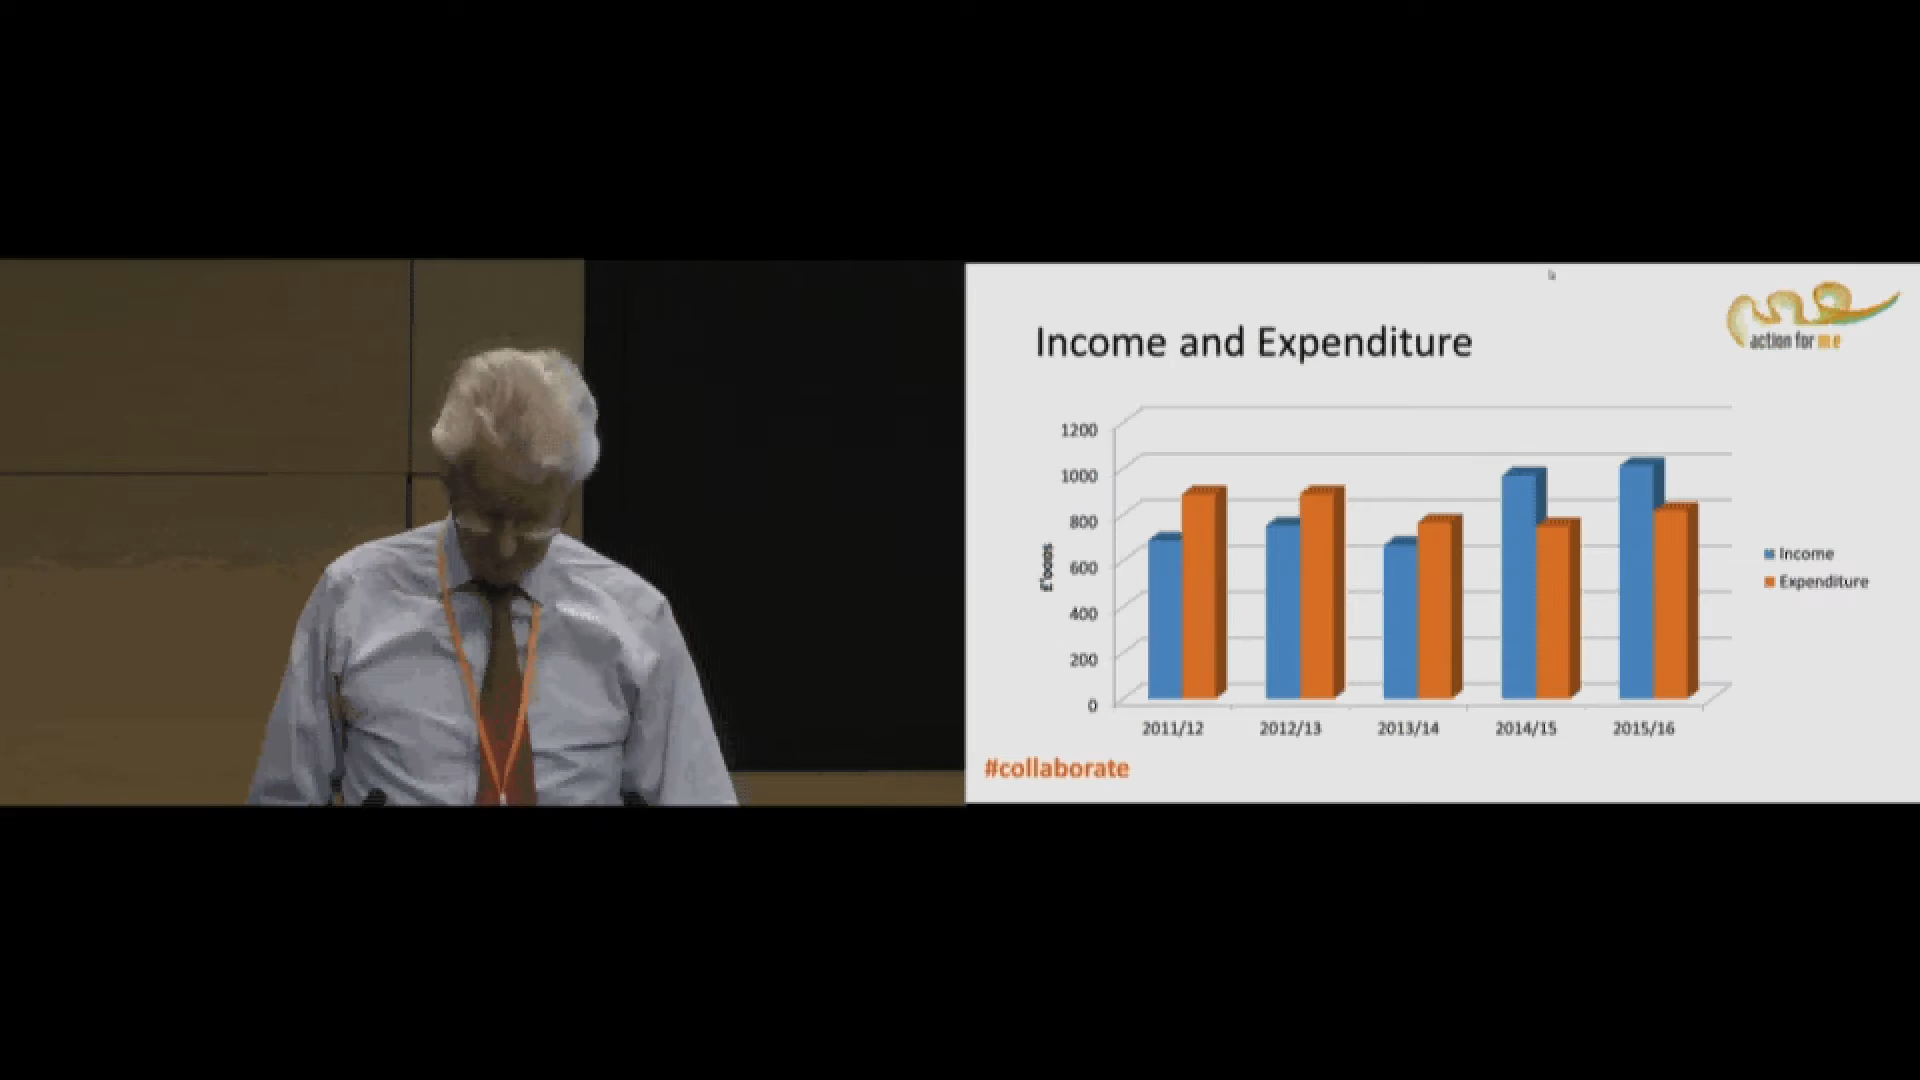 Income and Expenditure
action for me
1200
1000
800
600
400
200
0
£'000s
2011/12
2012/13
2013/14
2014/15
2015/16
Income
Expenditure
#collaborate